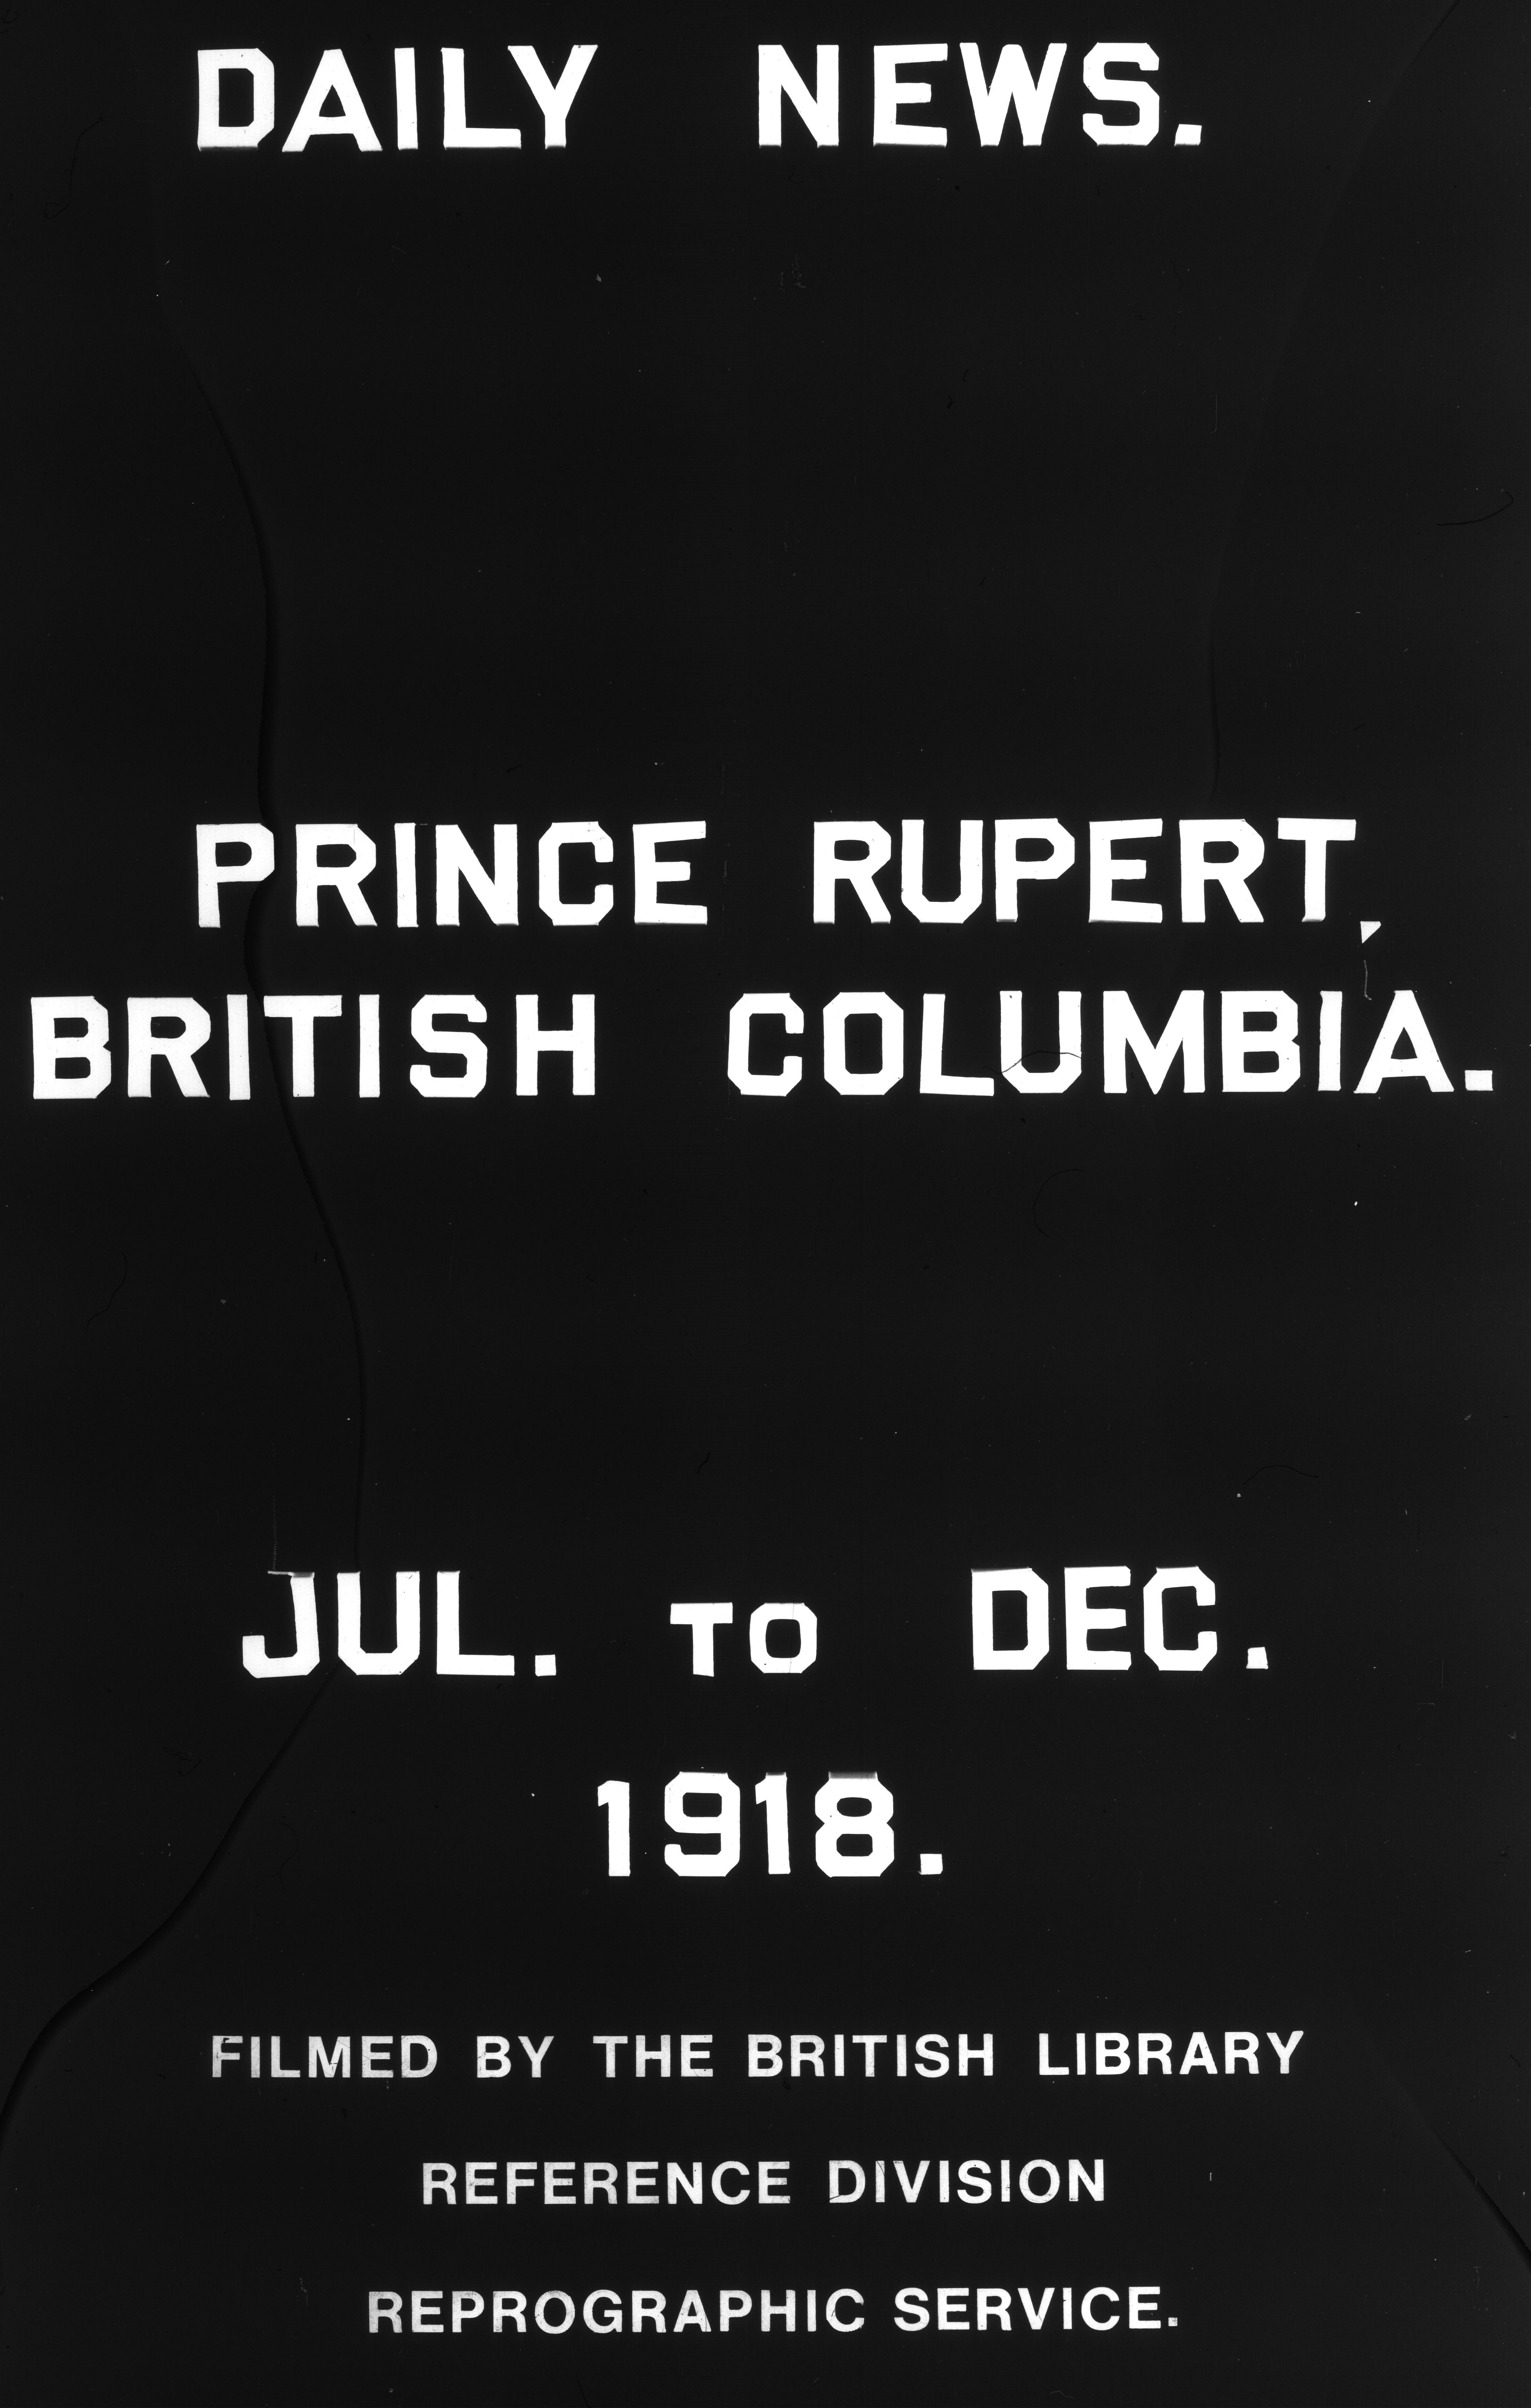 DAILY NEWS.
PRINCE RUPERT,
BRITISH COLUMBIA.
JUL. TO DEC.
1918.
FILMED BY THE BRITISH LIBRARY
REFERENCE DIVISION
REPROGRAPHIC SERVICE.